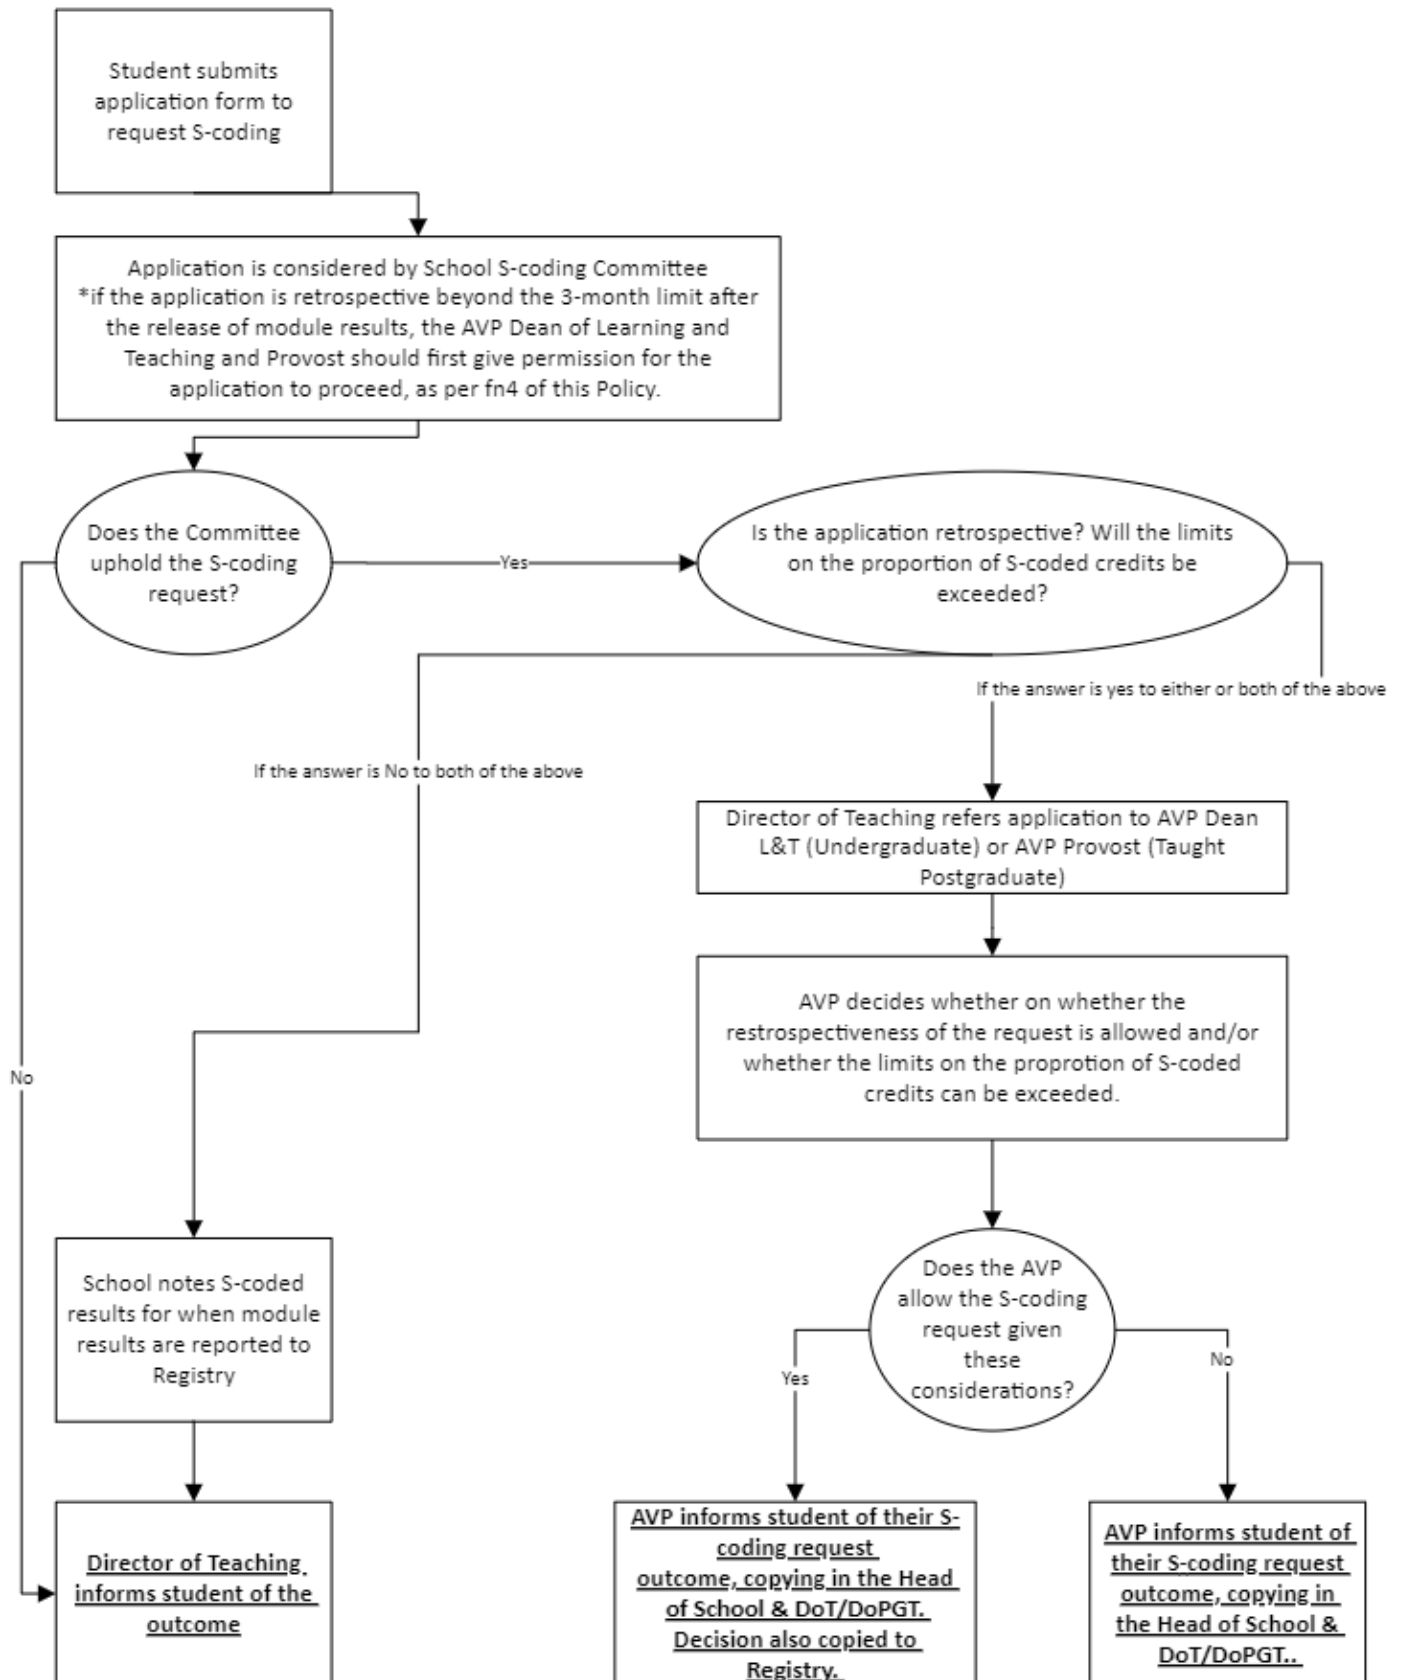 Student submits
application form to
request S-coding
Application is considered by School S-coding Committee
*if the application is retrospective beyond the 3-month limit after
the release of module results, the AVP Dean of Learning and
Teaching and Provost should first give permission for the
application to proceed, as per fn4 of this Policy.
Does the Committee
uphold the S-coding
request?
Yes
Is the application retrospective? Will the limits
on the proportion of S-coded credits be
exceeded?
If the answer is yes to either or both of the above
If the answer is No to both of the above
Director of Teaching refers application to AVP Dean
L&T (Undergraduate) or AVP Provost (Taught
Postgraduate)
AVP decides whether on whether the
restrospectiveness of the request is allowed and/or
whether the limits on the proprotion of S-coded
credits can be exceeded.
No
School notes S-coded
results for when module
results are reported to
Registry
Does the AVP
allow the S-coding
request given
these
considerations?
Yes
No
Director of Teaching
informs student of the
outcome
AVP informs student of their S-
coding request
outcome, copying in the Head
of School & DoT/DoPGT.
Decision also copied to
Registry.
AVP informs student of
their S-coding request
outcome, copying in
the Head of School &
DoT/DoPGT..